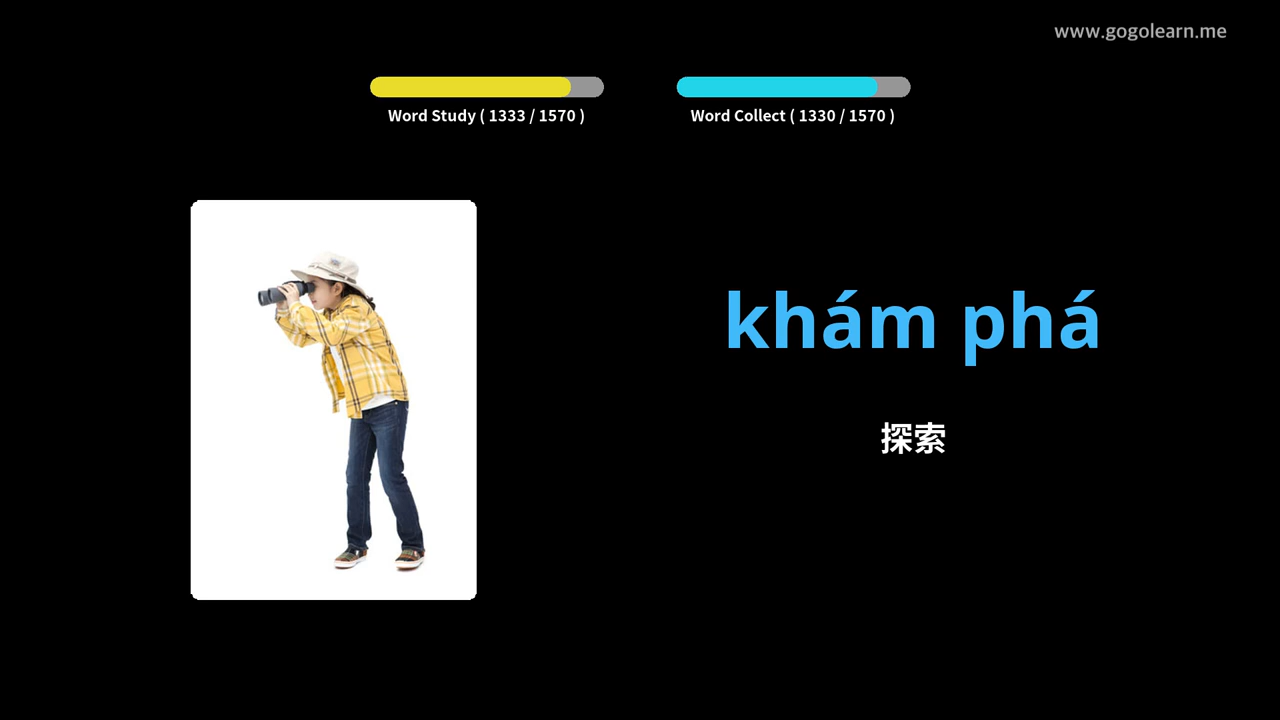 www.gogolearn.me
Word Study ( 1333 / 1570 )
Word Collect ( 1330 / 1570 )
khám phá
探索